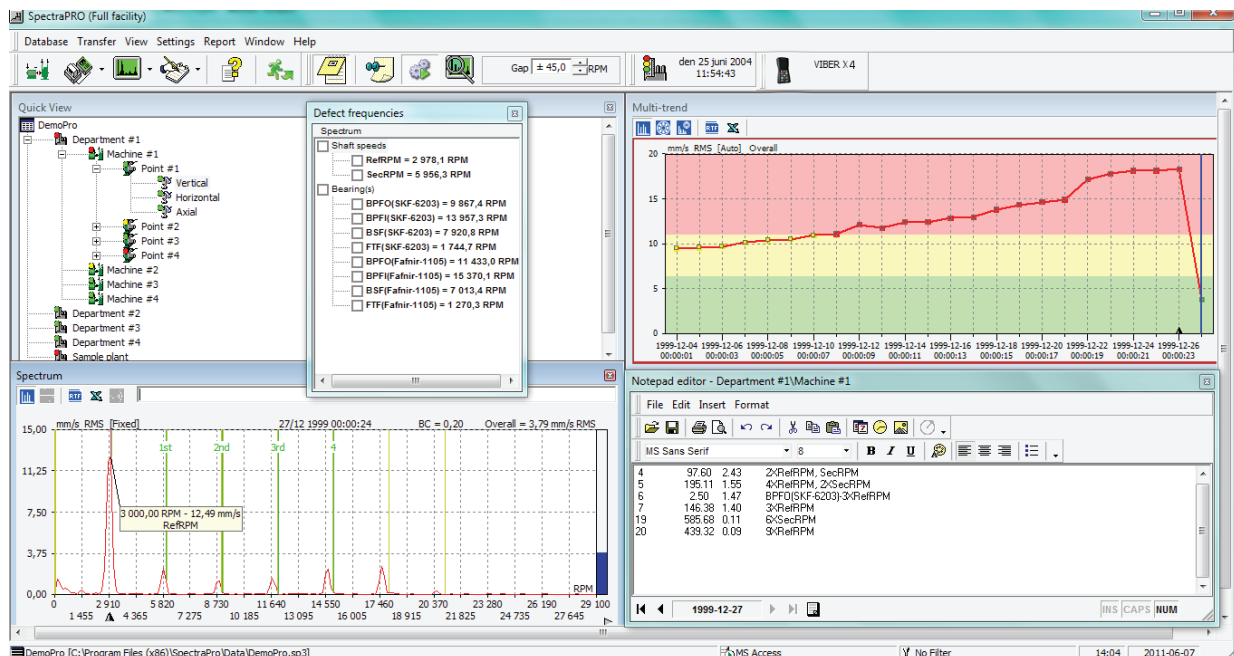 SpectraPRO (Full facility)
Database Transfer View Settings Report Window Help
Gap ± 45,0 RPM
den 25 juni 2004
11:54:43
VIBER X4
Quick View
DemoPro
Department #1
Machine #1
Point #1
Vertical
Horizontal
Axial
Point #2
Point #3
Point #4
Machine #2
Machine #3
Machine #4
Department #2
Department #3
Department #4
Sample plant
Defect frequencies
Spectrum
Shaft speeds
RefRPM = 2 978,1 RPM
SecRPM = 5 956,3 RPM
Bearing(s)
BPFO(SKF-6203) = 9 867,4 RPM
BPFI(SKF-6203) = 13 957,3 RPM
BSF(SKF-6203) = 7 920,8 RPM
FTF(SKF-6203) = 1 744,7 RPM
BPFO(Fafnir-1105) = 11 433,0 RPM
BPFI(Fafnir-1105) = 15 370,1 RPM
BSF(Fafnir-1105) = 7 013,4 RPM
FTF(Fafnir-1105) = 1 270,3 RPM
Multi-trend
RTF
mm/s RMS [Auto] Overall
20
15
10
5
0
1999-12-04 1999-12-06 1999-12-08 1999-12-10 1999-12-12 1999-12-14 1999-12-16 1999-12-18 1999-12-20 1999-12-22 1999-12-24 1999-12-26
00:00:01 00:00:03 00:00:05 00:00:07 00:00:09 00:00:11 00:00:13 00:00:15 00:00:17 00:00:19 00:00:21 00:00:23
Spectrum
RTF
mm/s RMS [Fixed] 27/12 1999 00:00:24 BC = 0,20 Overall = 3,79 mm/s RMS
15,00
1st 2nd 3rd 4
11,25
7,50
3 000,00 RPM - 12,49 mm/s
RefRPM
3,75
RPM
0,00
0 2 910 5 820 8 730 11 640 14 550 17 460 20 370 23 280 26 190 29 100
1 455 4 365 7 275 10 185 13 095 16 005 18 915 21 825 24 735 27 645
Notepad editor - Department #1\Machine #1
File Edit Insert Format
MS Sans Serif 8 B I U
4 97.60 2.43 2XRefRPM, SecRPM
5 195.11 1.55 4XRefRPM, 2XSecRPM
6 2.50 1.47 BPFO(SKF-6203)-3XRefRPM
7 146.38 1.40 3XRefRPM
19 585.68 0.11 6XSecRPM
20 439.32 0.09 9XRefRPM
1999-12-27
INS CAPS NUM
DemoPro [C:\Program Files (x86)\SpectraPro\Data\DemoPro.sp3] MS Access No Filter 14:04 2011-06-07